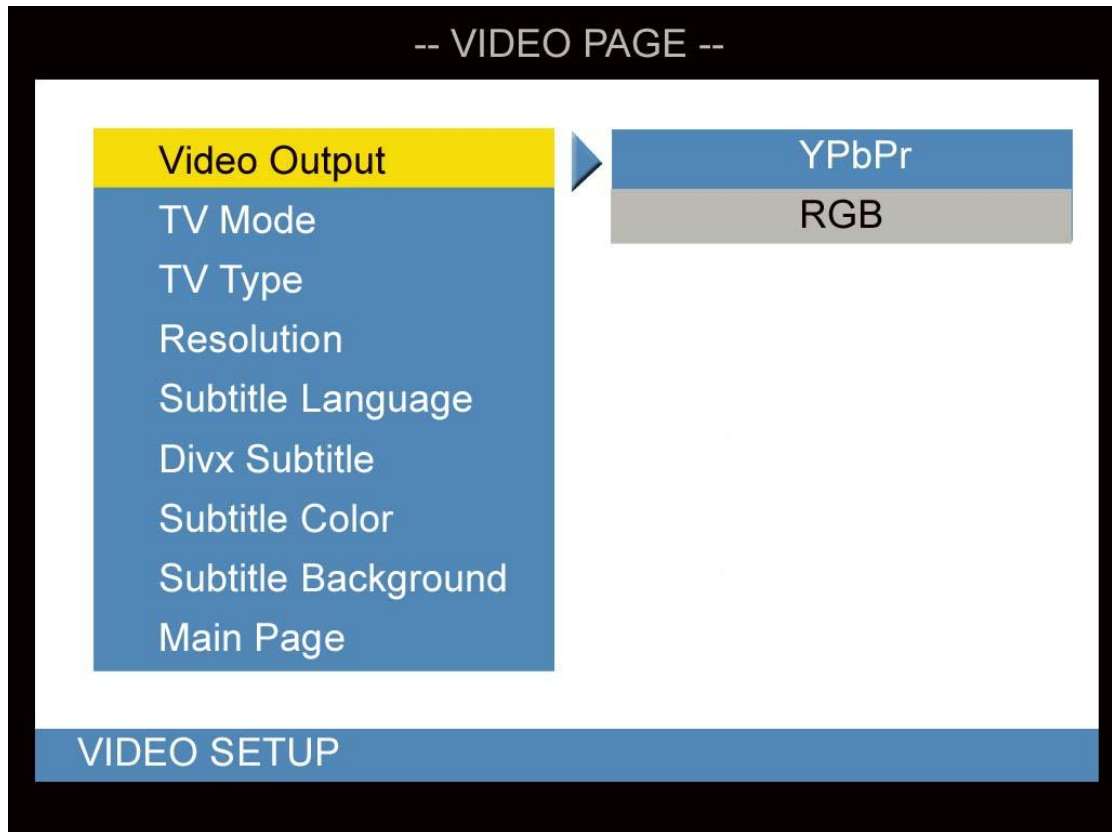 -- VIDEO PAGE --
Video Output
TV Mode
TV Type
Resolution
Subtitle Language
Divx Subtitle
Subtitle Color
Subtitle Background
Main Page
YPbPr
RGB
VIDEO SETUP